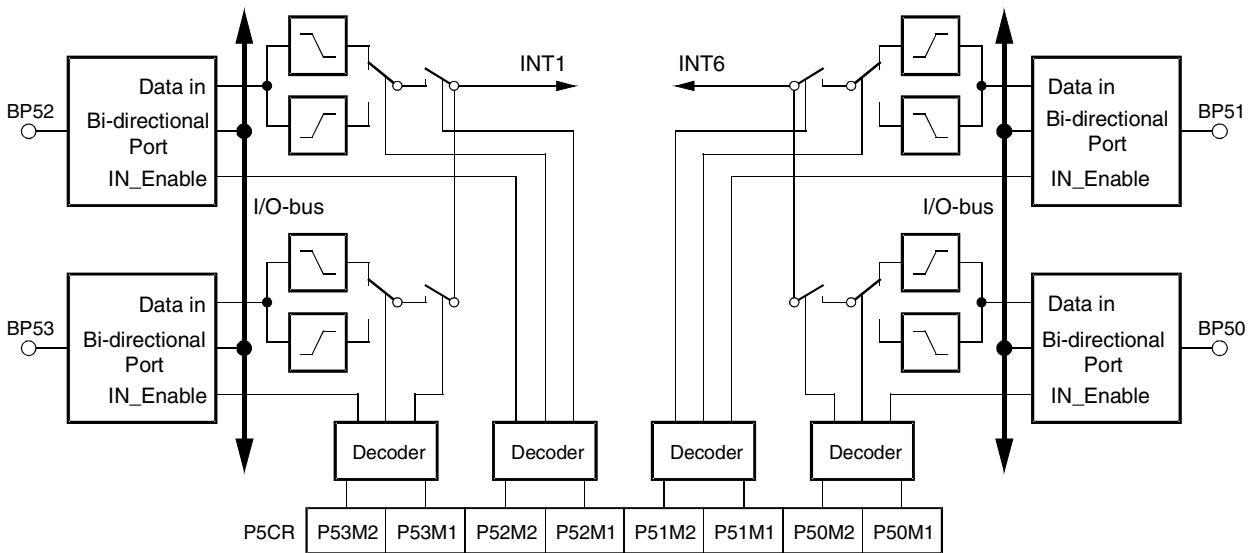 INT1
INT6
Data in
Bi-directional
Port
IN_Enable
BP52
I/O-bus
Data in
Bi-directional
Port
IN_Enable
BP51
I/O-bus
Data in
Bi-directional
Port
IN_Enable
BP53
Data in
Bi-directional
Port
IN_Enable
BP50
Decoder
Decoder
Decoder
Decoder
P5CR P53M2 P53M1 P52M2 P52M1 P51M2 P51M1 P50M2 P50M1